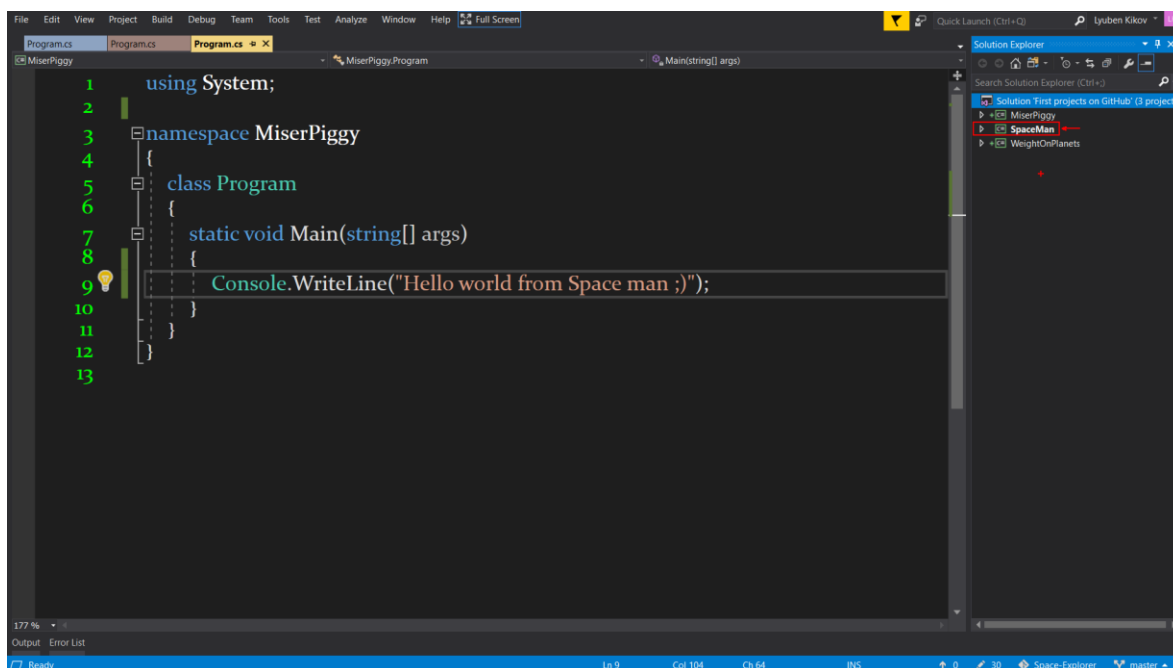 File Edit View Project Build Debug Team Tools Test Analyze Window Help Full Screen
Quick Launch (Ctrl+Q) Lyuben Kikov
Program.cs Program.cs Program.cs
MiserPiggy MiserPiggy.Program Main(string[] args)
1 using System;
2
3 namespace MiserPiggy
4 {
5 class Program
6 {
7 static void Main(string[] args)
8 {
9 Console.WriteLine("Hello world from Space man ;)");
10 }
11 }
12 }
13
Solution Explorer
Search Solution Explorer (Ctrl+;)
Solution 'First projects on GitHub' (3 project
MiserPiggy
SpaceMan
WeightOnPlanets
177 %
Output Error List
Ready Ln 9 Col 104 Ch 64 INS 0 30 Space-Explorer master